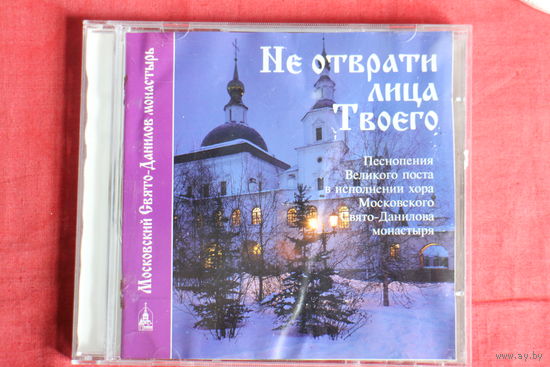 Не отврати
лица
Твоего
Песнопения
Великого поста
в исполнении хора
Московского
Свято-Данилова
монастыря
Московский Свято-Данилов монастырь
www.ay.by